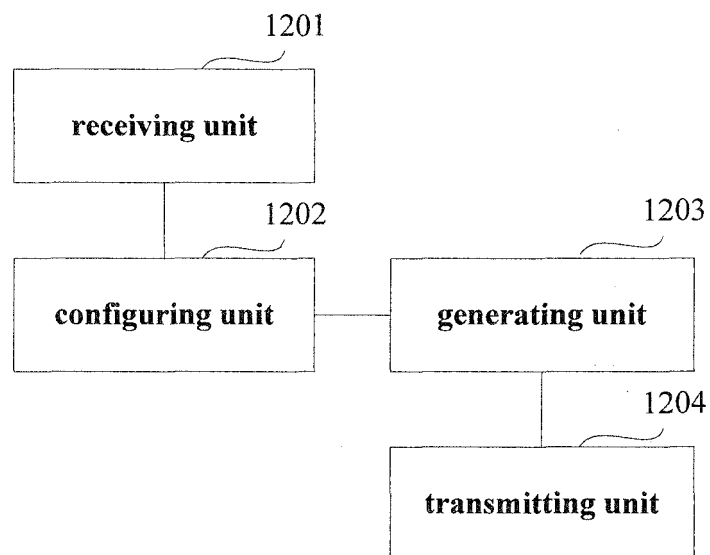 1201
receiving unit
1202
configuring unit
1203
generating unit
1204
transmitting unit